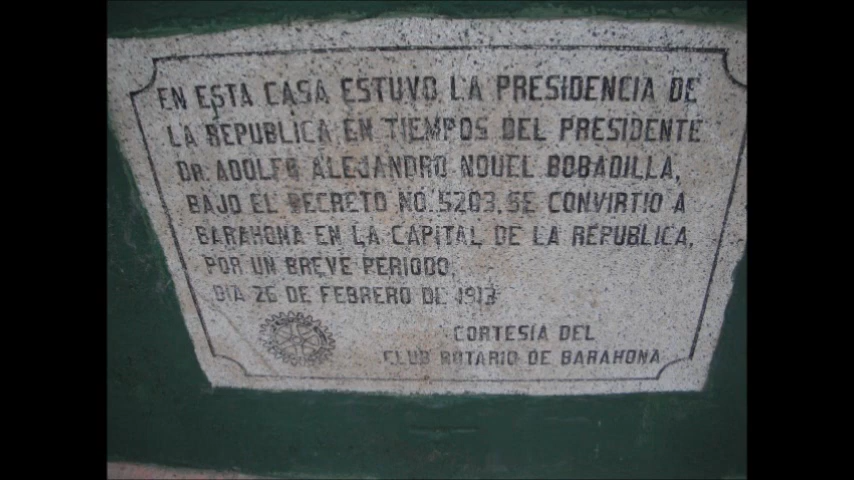 EN ESTA CASA ESTUVO LA PRESIDENCIA DE
LA REPUBLICA EN TIEMPOS DEL PRESIDENTE
DR. ADOLFO ALEJANDRO NOUEL BOBADILLA,
BAJO EL DECRETO NO. 5203, SE CONVIRTIO A
BARAHONA EN LA CAPITAL DE LA REPUBLICA,
POR UN BREVE PERIODO.
DIA 26 DE FEBRERO DE 1913
CORTESIA DEL
CLUB ROTARIO DE BARAHONA